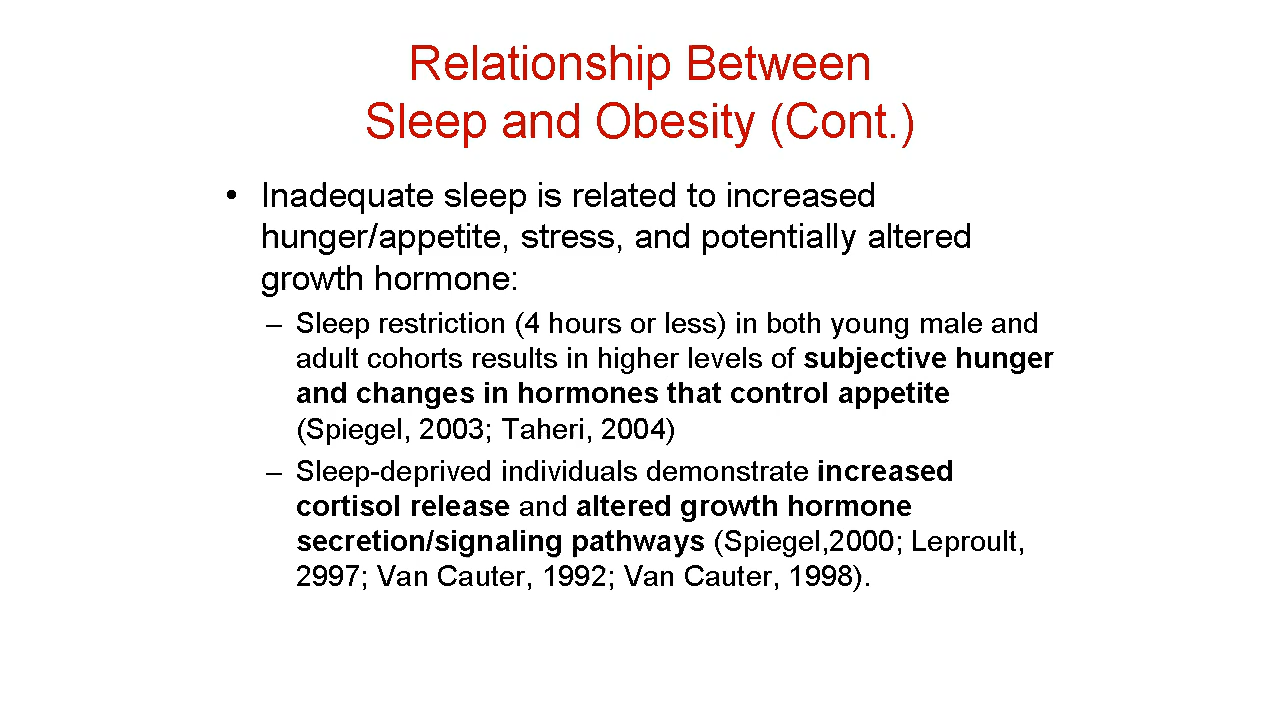 Relationship Between
Sleep and Obesity (Cont.)
• Inadequate sleep is related to increased
hunger/appetite, stress, and potentially altered
growth hormone:
– Sleep restriction (4 hours or less) in both young male and
adult cohorts results in higher levels of subjective hunger
and changes in hormones that control appetite
(Spiegel, 2003; Taheri, 2004)
– Sleep-deprived individuals demonstrate increased
cortisol release and altered growth hormone
secretion/signaling pathways (Spiegel,2000; Leproult,
2997; Van Cauter, 1992; Van Cauter, 1998).